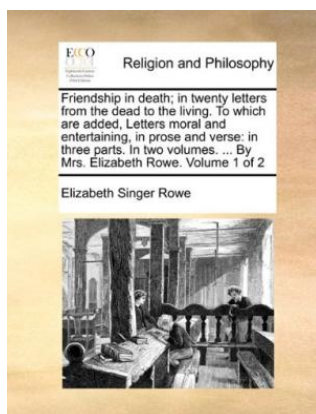 ECCO
Religion and Philosophy
Friendship in death; in twenty letters
from the dead to the living. To which
are added, Letters moral and
entertaining, in prose and verse: in
three parts. In two volumes. ... By
Mrs. Elizabeth Rowe. Volume 1 of 2
Elizabeth Singer Rowe